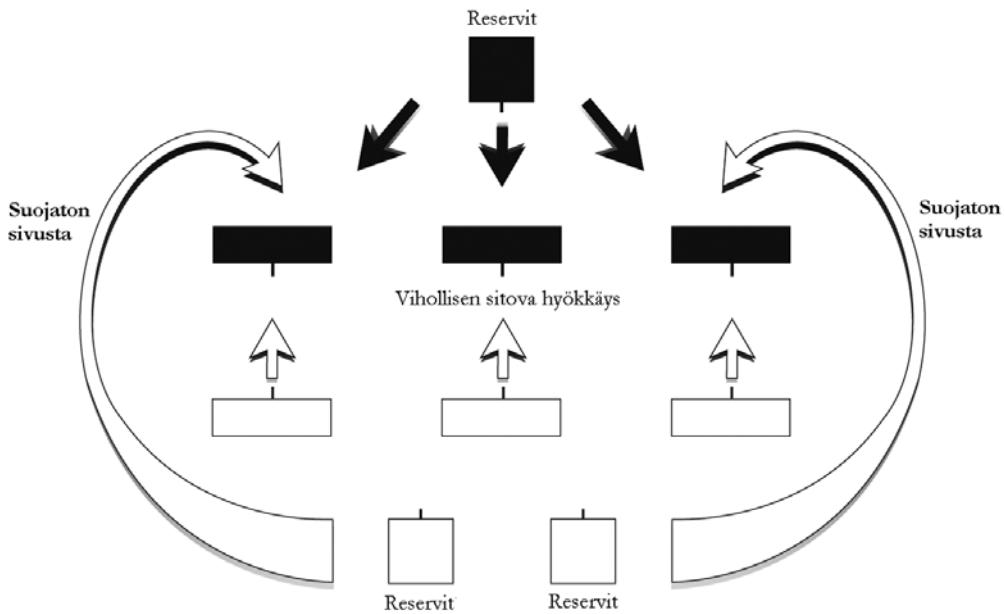 Reservit
Suojaton
sivusta
Suojaton
sivusta
Vihollisen sitova hyökkäys
Reservit
Reservit